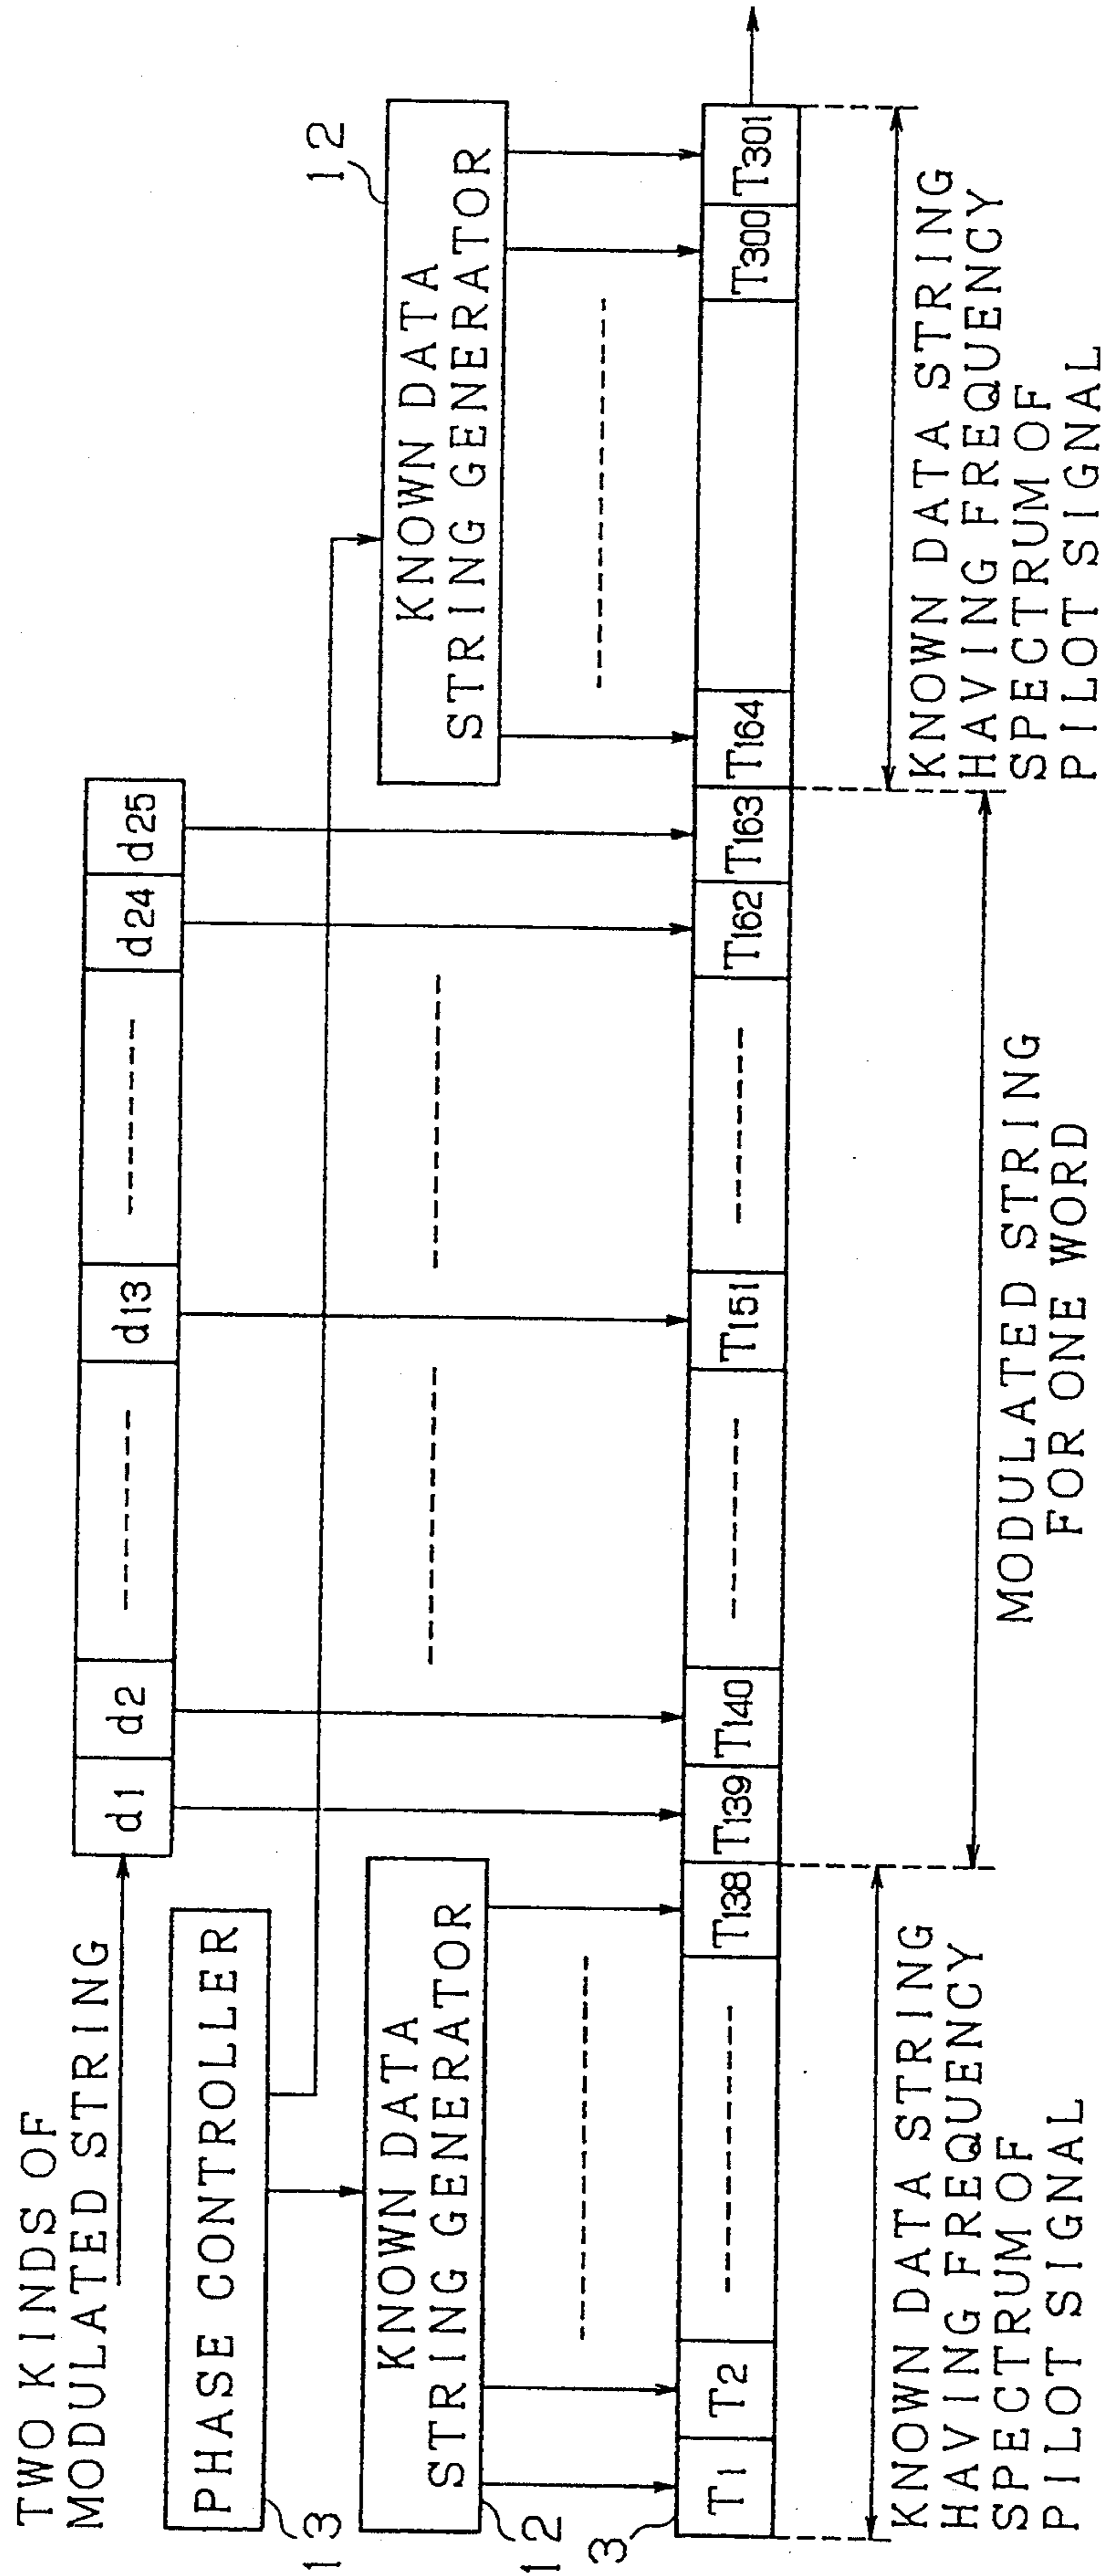 TWO KINDS OF
MODULATED STRING
d1 d2 d13 d24 d25
PHASE CONTROLLER
13
KNOWN DATA
STRING GENERATOR
12
KNOWN DATA
STRING GENERATOR
12
3
T1 T2 T138 T139 T140 T151 T162 T163 T164 T300 T301
KNOWN DATA STRING
HAVING FREQUENCY
SPECTRUM OF
PILOT SIGNAL
MODULATED STRING
FOR ONE WORD
KNOWN DATA STRING
HAVING FREQUENCY
SPECTRUM OF
PILOT SIGNAL